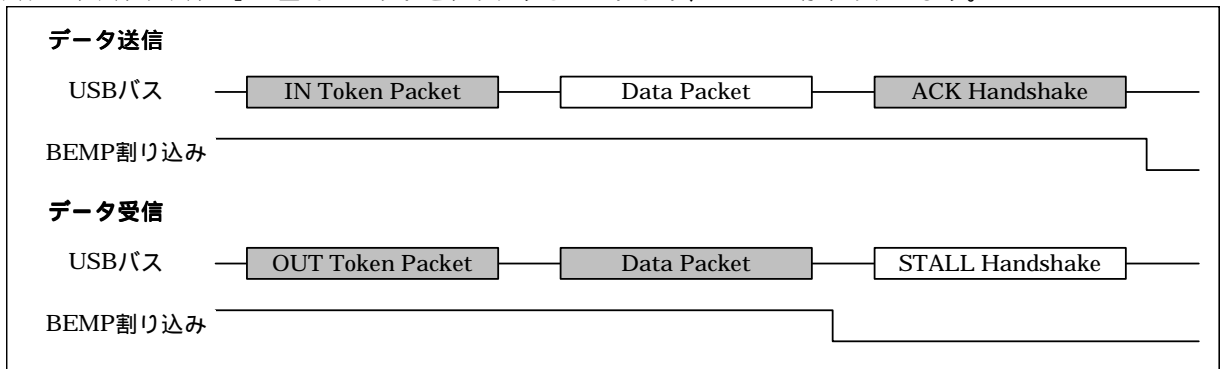 データ送信
USBバス IN Token Packet Data Packet ACK Handshake
BEMP割り込み
データ受信
USBバス OUT Token Packet Data Packet STALL Handshake
BEMP割り込み